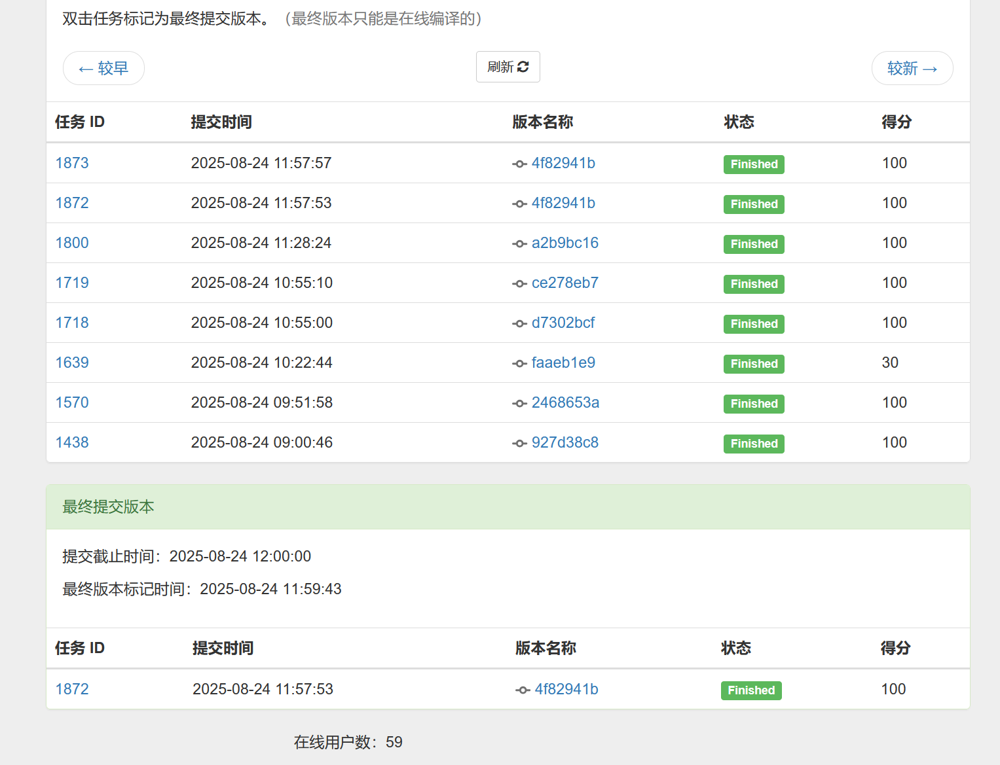 双击任务标记为最终提交版本。（最终版本只能是在线编译的）
← 较早 刷新 较新 →
任务 ID 提交时间 版本名称 状态 得分
1873 2025-08-24 11:57:57 4f82941b Finished 100
1872 2025-08-24 11:57:53 4f82941b Finished 100
1800 2025-08-24 11:28:24 a2b9bc16 Finished 100
1719 2025-08-24 10:55:10 ce278eb7 Finished 100
1718 2025-08-24 10:55:00 d7302bcf Finished 100
1639 2025-08-24 10:22:44 faaeb1e9 Finished 30
1570 2025-08-24 09:51:58 2468653a Finished 100
1438 2025-08-24 09:00:46 927d38c8 Finished 100
最终提交版本
提交截止时间：2025-08-24 12:00:00
最终版本标记时间：2025-08-24 11:59:43
任务 ID 提交时间 版本名称 状态 得分
1872 2025-08-24 11:57:53 4f82941b Finished 100
在线用户数：59